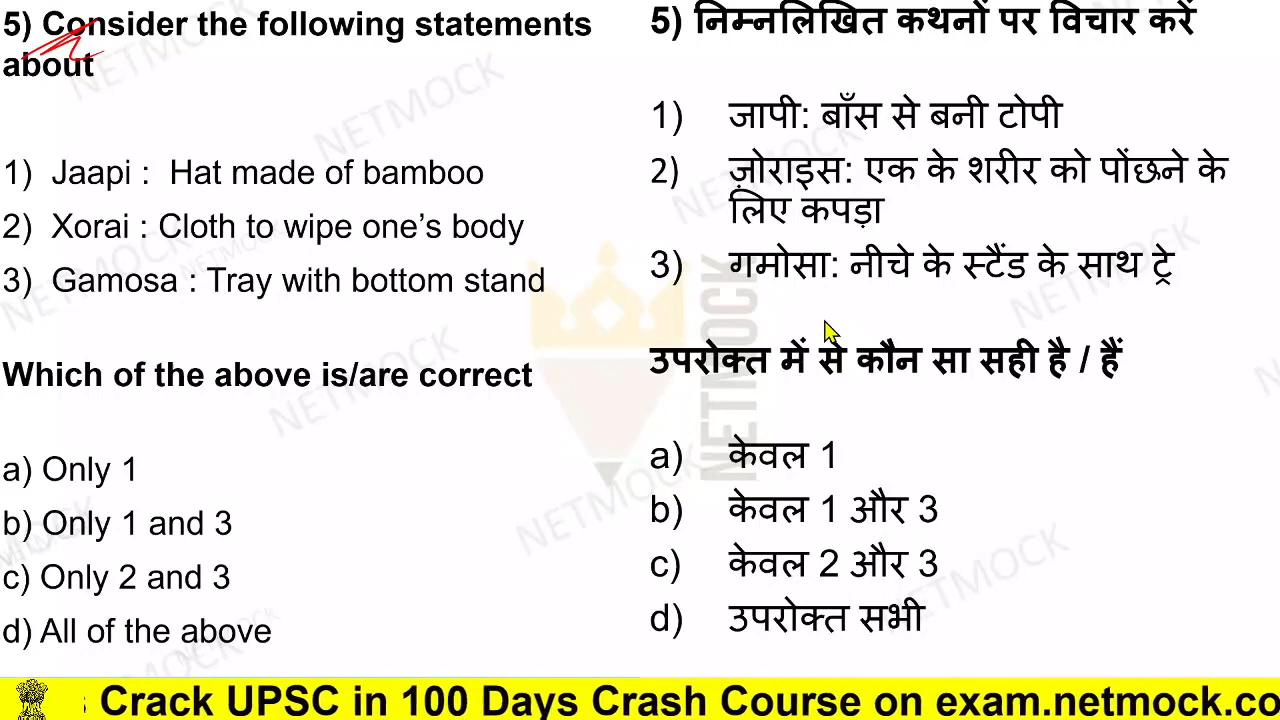 5) Consider the following statements
about
1) Jaapi : Hat made of bamboo
2) Xorai : Cloth to wipe one’s body
3) Gamosa : Tray with bottom stand
Which of the above is/are correct
a) Only 1
b) Only 1 and 3
c) Only 2 and 3
d) All of the above
5) निम्नलिखित कथनों पर विचार करें
1) जापी: बाँस से बनी टोपी
2) ज़ोराइस: एक के शरीर को पोंछने के
लिए कपड़ा
3) गमोसा: नीचे के स्टैंड के साथ ट्रे
उपरोक्त में से कौन सा सही है / हैं
a) केवल 1
b) केवल 1 और 3
c) केवल 2 और 3
d) उपरोक्त सभी
NETMOCK
Crack UPSC in 100 Days Crash Course on exam.netmock.co